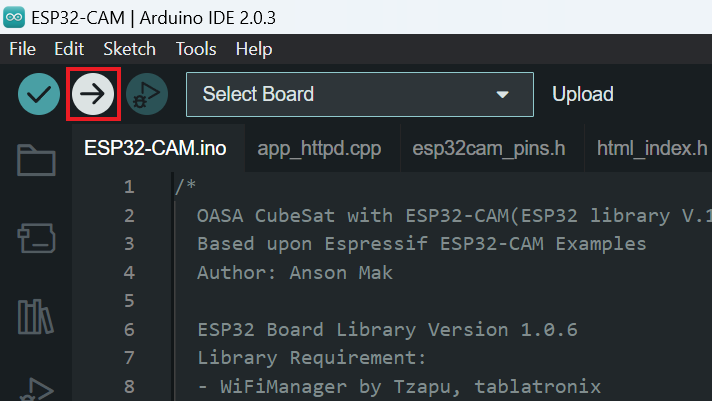 ESP32-CAM | Arduino IDE 2.0.3
File Edit Sketch Tools Help
Select Board Upload
ESP32-CAM.ino app_httpd.cpp esp32cam_pins.h html_index.h
1 /*
2 OASA CubeSat with ESP32-CAM(ESP32 library V.1
3 Based upon Espressif ESP32-CAM Examples
4 Author: Anson Mak
5
6 ESP32 Board Library Version 1.0.6
7 Library Requirement:
8 - WiFiManager by Tzapu, tablatronix